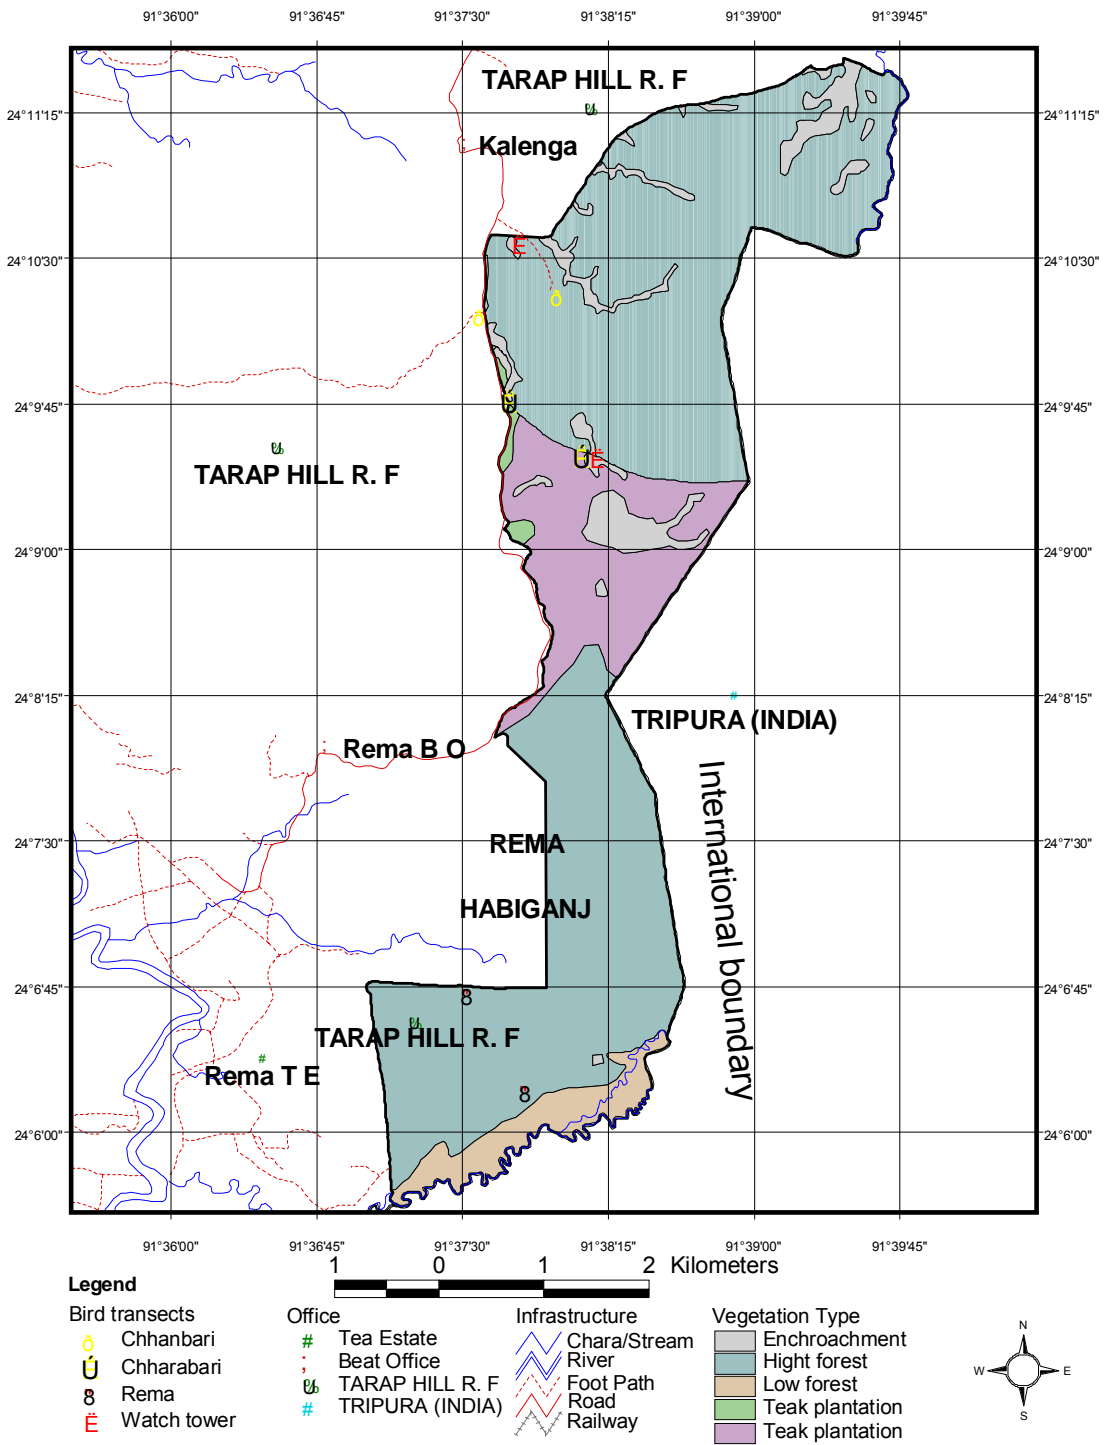 91°36'00" 91°36'45" 91°37'30" 91°38'15" 91°39'00" 91°39'45"
TARAP HILL R. F
24°11'15" 24°11'15"
Kalenga
24°10'30" 24°10'30"
24°9'45" 24°9'45"
TARAP HILL R. F
24°9'00" 24°9'00"
24°8'15" 24°8'15"
TRIPURA (INDIA)
Rema B O
International boundary
24°7'30" 24°7'30"
REMA
HABIGANJ
24°6'45" 24°6'45"
TARAP HILL R. F
Rema T E
24°6'00" 24°6'00"
91°36'00" 91°36'45" 91°37'30" 91°38'15" 91°39'00" 91°39'45"
1 0 1 2 Kilometers
Legend
Bird transects
ð Chhanbari
Ú Chharabari
8 Rema
Ë Watch tower
Office
# Tea Estate
; Beat Office
TARAP HILL R. F
# TRIPURA (INDIA)
Infrastructure
Chara/Stream
River
Foot Path
Road
Railway
Vegetation Type
Enchroachment
Hight forest
Low forest
Teak plantation
Teak plantation
N
W E
S